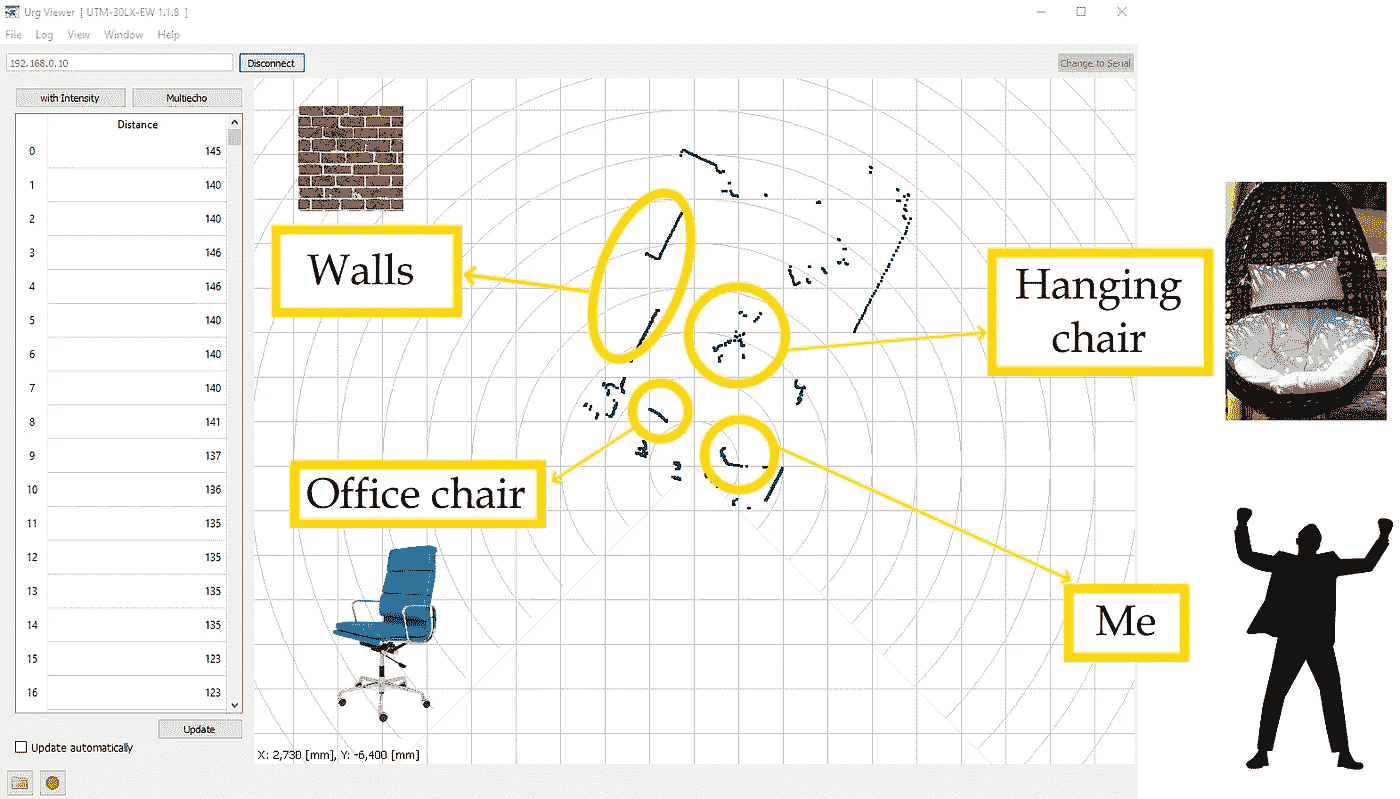 Urg Viewer [ UTM-30LX-EW 1.1.8 ]
File Log View Window Help
192.168.0.10 Disconnect Change to Serial
with Intensity Multiecho
Distance
0 145
1 140
2 140
3 146
4 146
5 140
6 140
7 140
8 141
9 137
10 136
11 135
12 135
13 135
14 135
15 123
16 123
Update
Update automatically
Walls
Hanging
chair
Office chair
Me
X: 2,730 [mm], Y: -6,400 [mm]